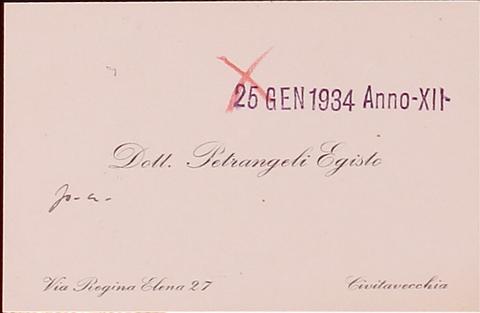 25 GEN 1934 Anno-XII
Dott. Petrangeli Egisto
p.a.
Via Regina Elena 27
Civitavecchia